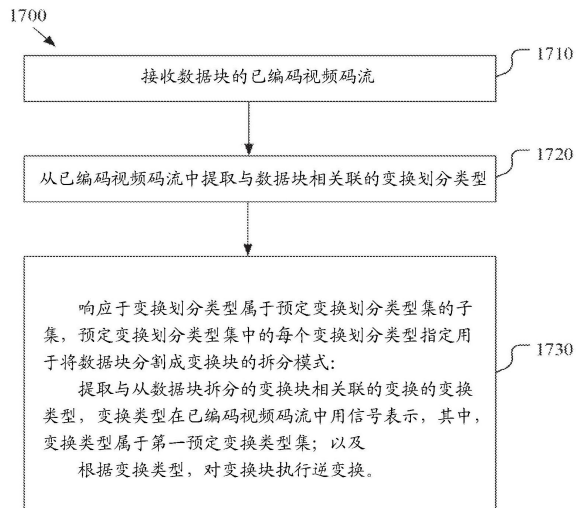 1700
接收数据块的已编码视频码流
1710
从已编码视频码流中提取与数据块相关联的变换划分类型
1720
响应于变换划分类型属于预定变换划分类型集的子
集，预定变换划分类型集中的每个变换划分类型指定用
于将数据块分割成变换块的拆分模式：
提取与从数据块拆分的变换块相关联的变换的变换
类型，变换类型在已编码视频码流中用信号表示，其中，
变换类型属于第一预定变换类型集；以及
根据变换类型，对变换块执行逆变换。
1730